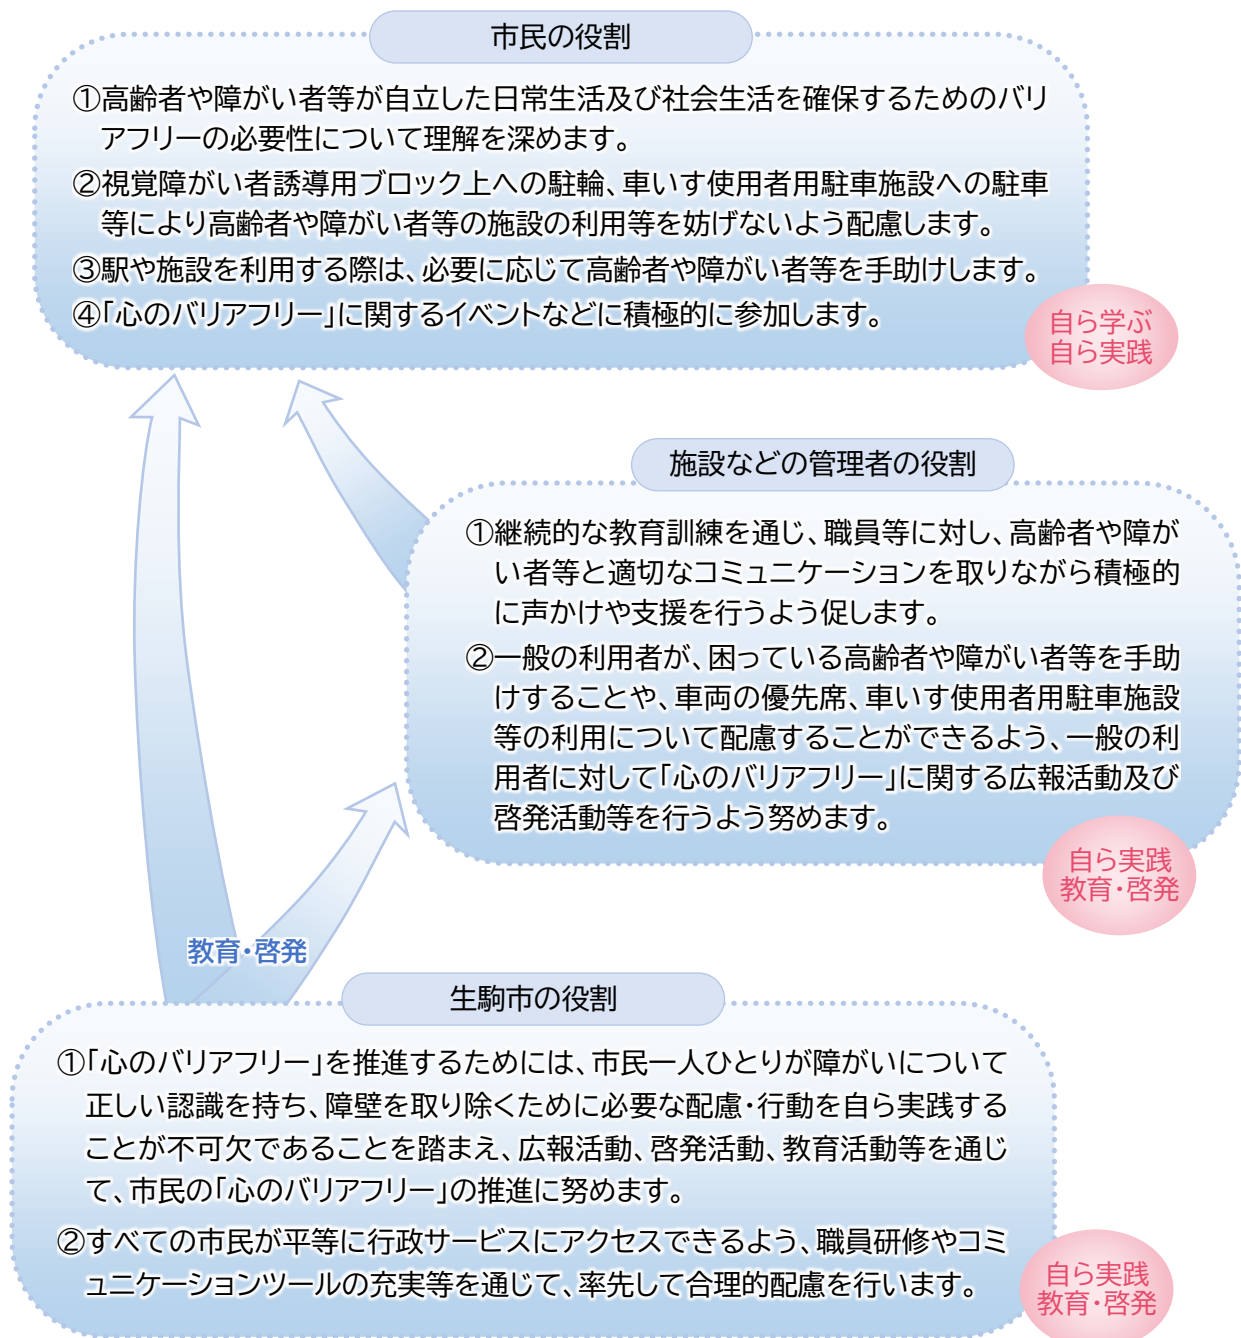 市民の役割
①高齢者や障がい者等が自立した日常生活及び社会生活を確保するためのバリ
アフリーの必要性について理解を深めます。
②視覚障がい者誘導用ブロック上への駐輪、車いす使用者用駐車施設への駐車
等により高齢者や障がい者等の施設の利用等を妨げないよう配慮します。
③駅や施設を利用する際は、必要に応じて高齢者や障がい者等を手助けします。
④「心のバリアフリー」に関するイベントなどに積極的に参加します。
自ら学ぶ
自ら実践
施設などの管理者の役割
①継続的な教育訓練を通じ、職員等に対し、高齢者や障が
い者等と適切なコミュニケーションを取りながら積極的
に声かけや支援を行うよう促します。
②一般の利用者が、困っている高齢者や障がい者等を手助
けすることや、車両の優先席、車いす使用者用駐車施設
等の利用について配慮することができるよう、一般の利
用者に対して「心のバリアフリー」に関する広報活動及び
啓発活動等を行うよう努めます。
自ら実践
教育・啓発
教育・啓発
生駒市の役割
①「心のバリアフリー」を推進するためには、市民一人ひとりが障がいについて
正しい認識を持ち、障壁を取り除くために必要な配慮・行動を自ら実践する
ことが不可欠であることを踏まえ、広報活動、啓発活動、教育活動等を通じ
て、市民の「心のバリアフリー」の推進に努めます。
②すべての市民が平等に行政サービスにアクセスできるよう、職員研修やコミ
ュニケーションツールの充実等を通じて、率先して合理的配慮を行います。
自ら実践
教育・啓発